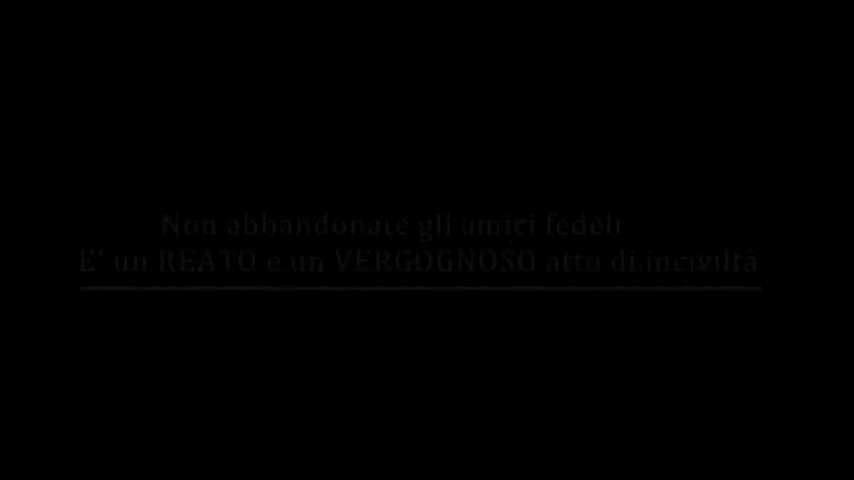 Non abbandonate gli amici fedeli
E' un REATO e un VERGOGNOSO atto di inciviltà